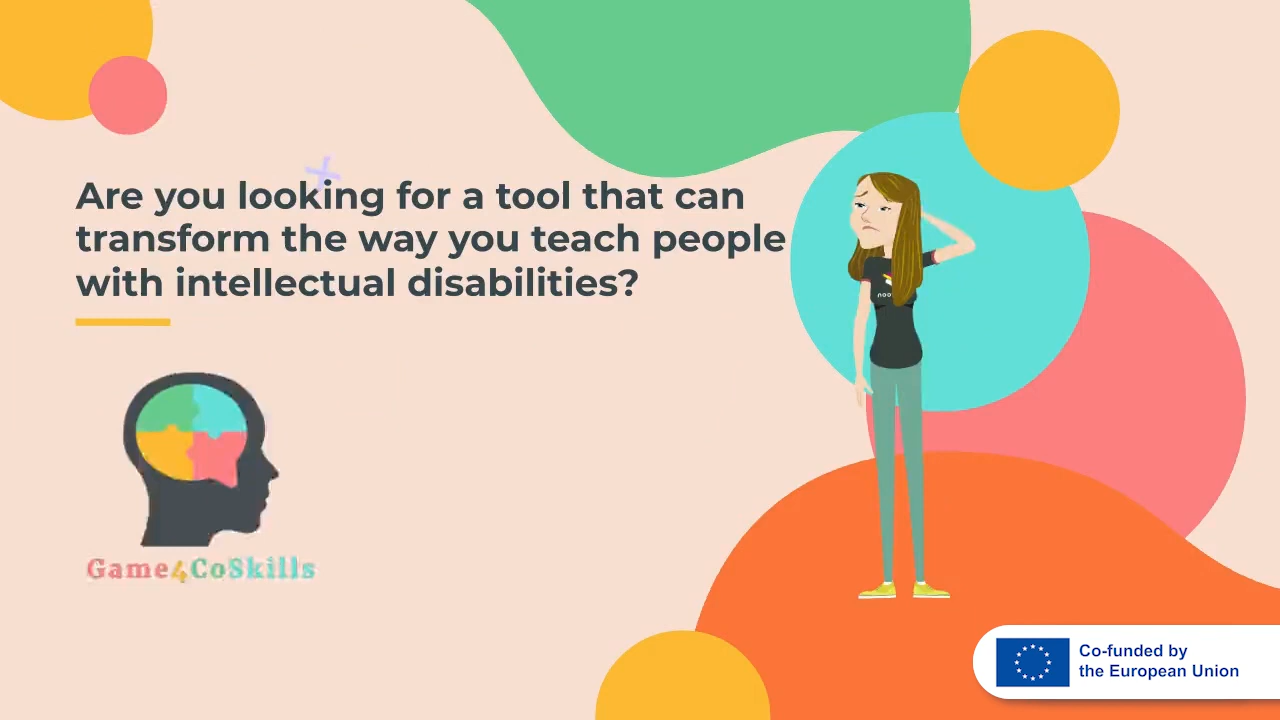 Are you looking for a tool that can
transform the way you teach people
with intellectual disabilities?
Game4CoSkills
Co-funded by
the European Union